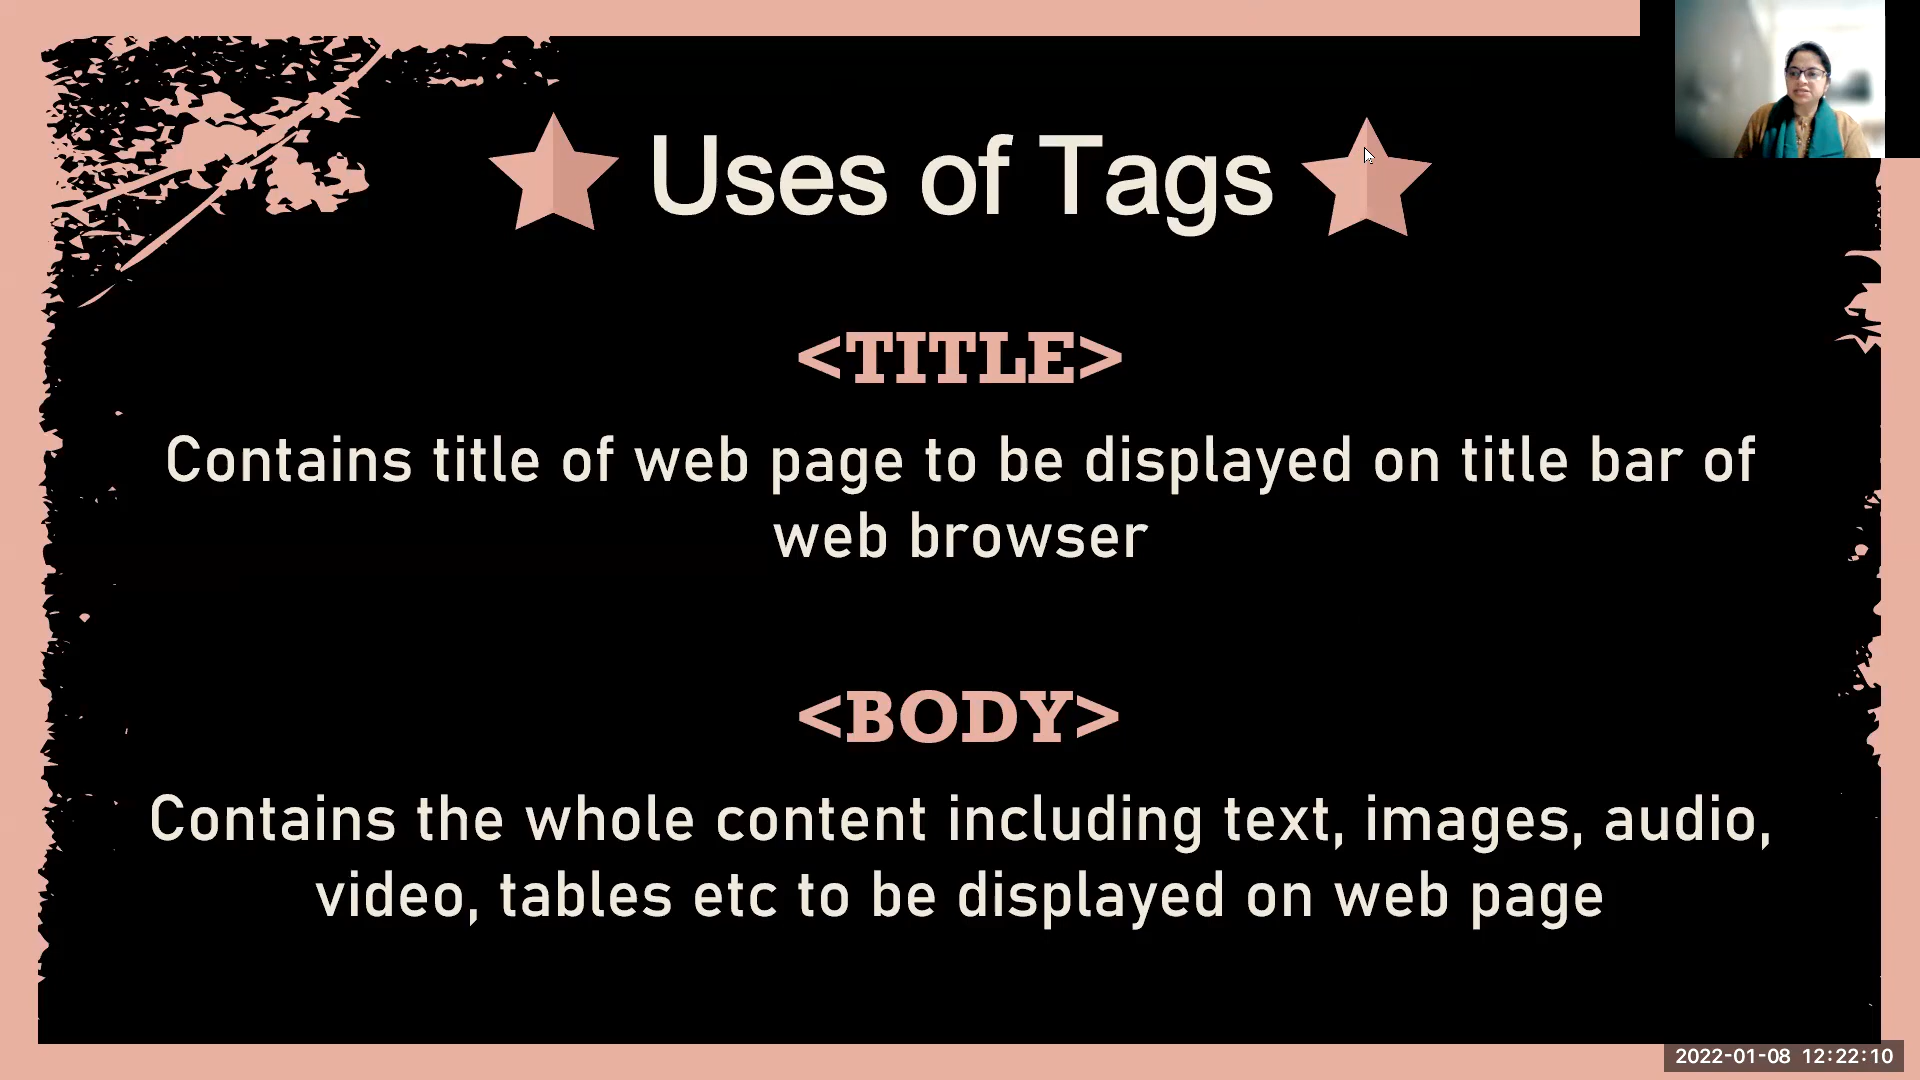 Uses of Tags
<TITLE>
Contains title of web page to be displayed on title bar of
web browser
<BODY>
Contains the whole content including text, images, audio,
video, tables etc to be displayed on web page
2022-01-08 12:22:10